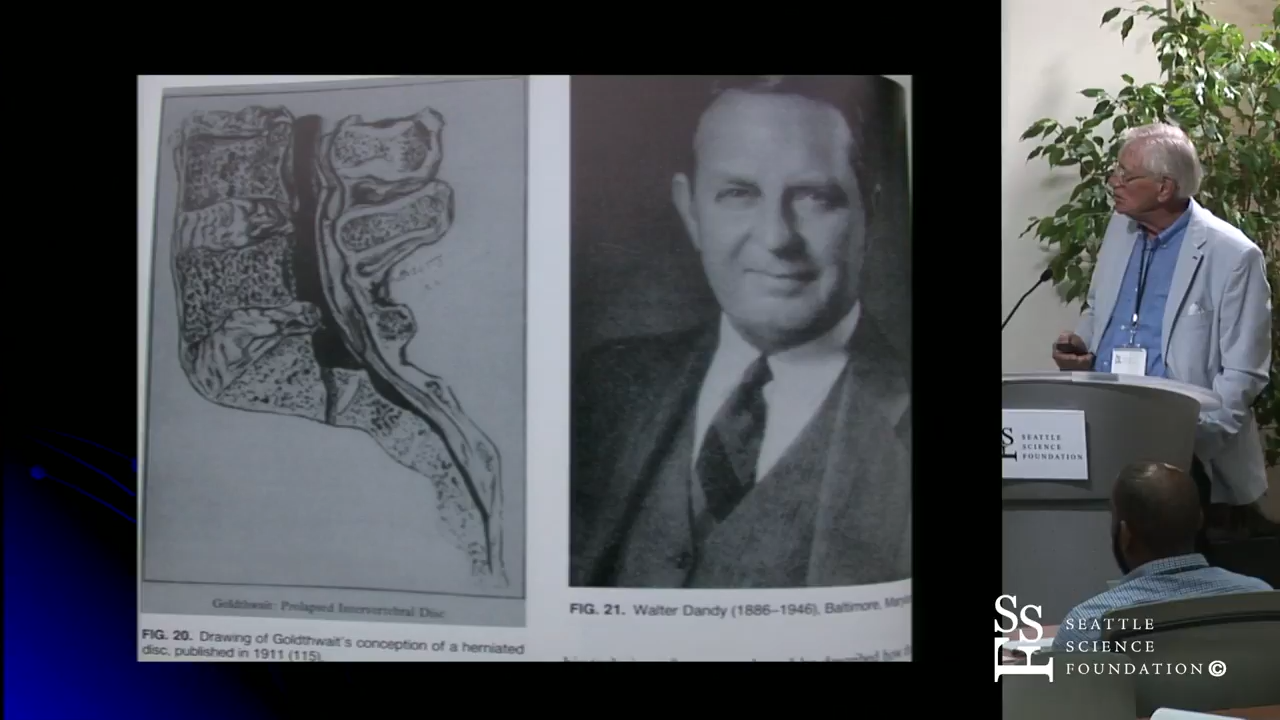 Goldthwait: Prolapsed Intervertebral Disc
FIG. 20. Drawing of Goldthwait's conception of a herniated
disc, published in 1911 (115).
FIG. 21. Walter Dandy (1886–1946), Baltimore,
SEATTLE
SCIENCE
FOUNDATION
SSF
SEATTLE
SCIENCE
FOUNDATION©